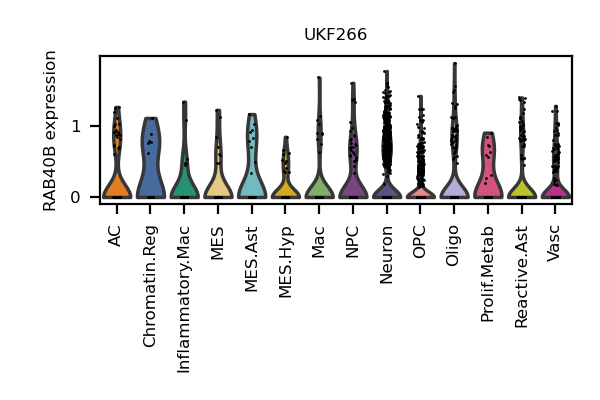 UKF266
RAB40B expression
1
0
AC
Chromatin.Reg
Inflammatory.Mac
MES
MES.Ast
MES.Hyp
Mac
NPC
Neuron
OPC
Oligo
Prolif.Metab
Reactive.Ast
Vasc